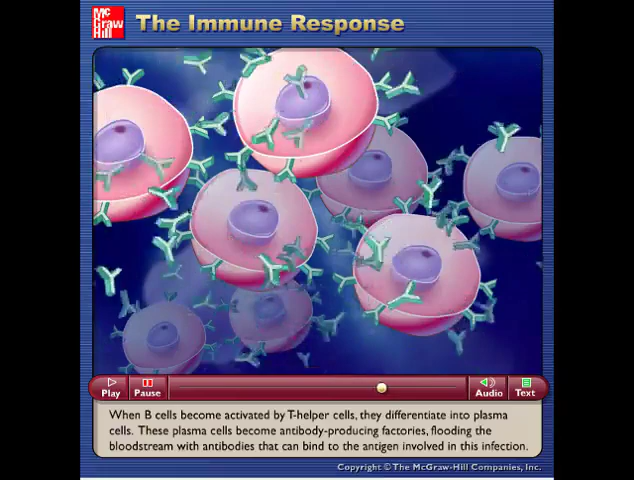 Mc
Graw
Hill
The Immune Response
Play
Pause
Audio
Text
When B cells become activated by T-helper cells, they differentiate into plasma
cells. These plasma cells become antibody-producing factories, flooding the
bloodstream with antibodies that can bind to the antigen involved in this infection.
Copyright © The McGraw-Hill Companies, Inc.